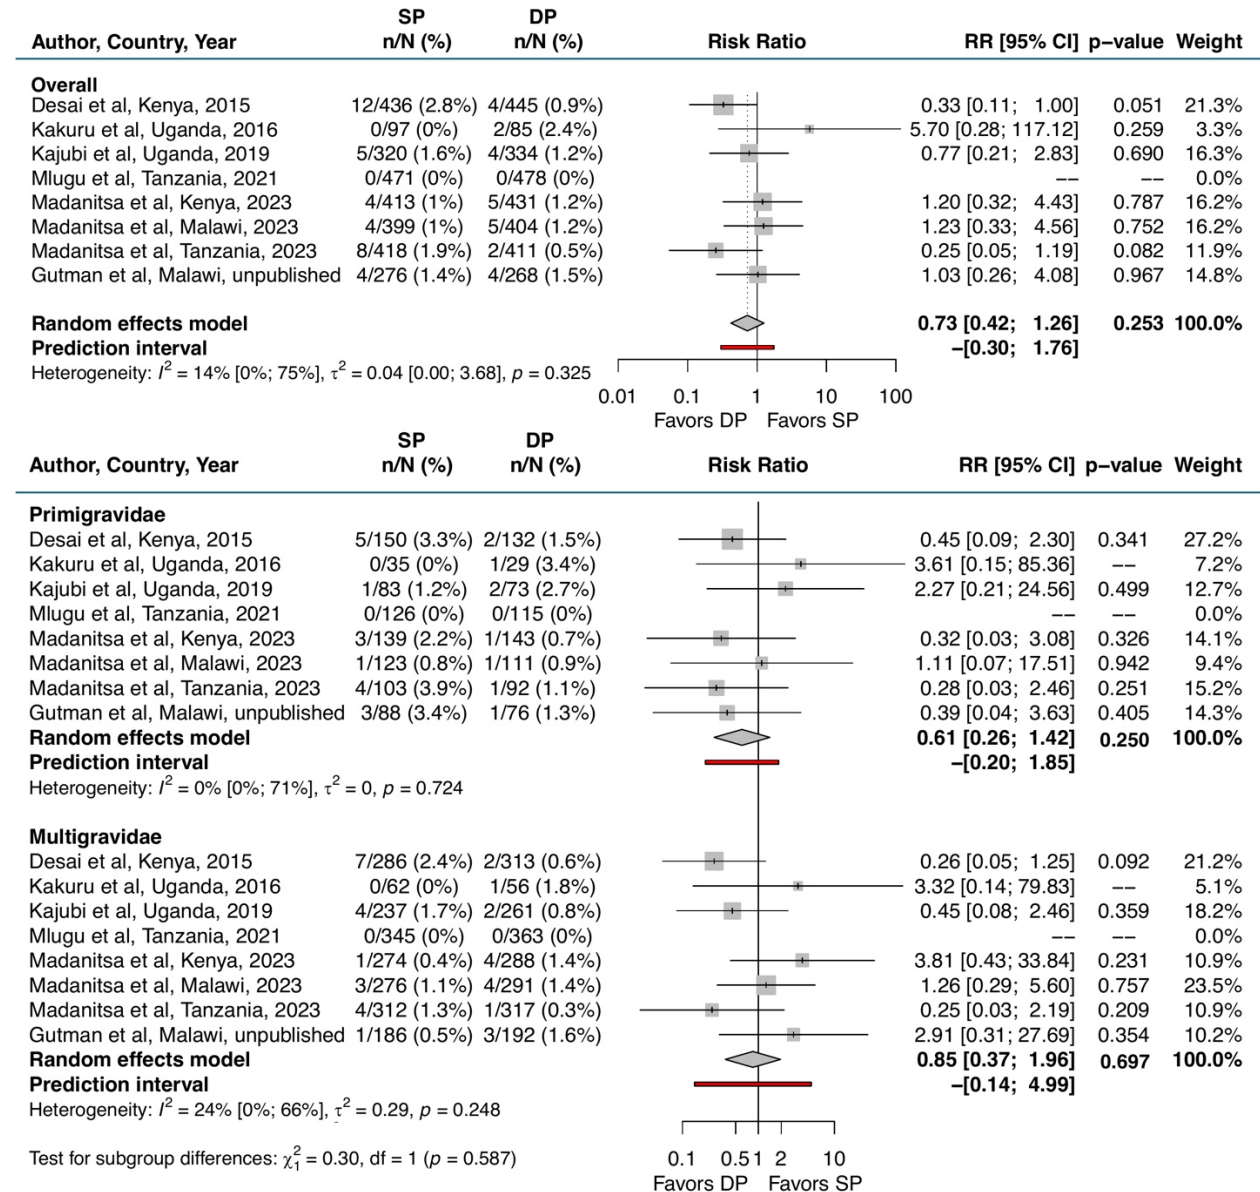 SP DP
Author, Country, Year n/N (%) n/N (%) Risk Ratio RR [95% CI] p−value Weight
Overall
Desai et al, Kenya, 2015 12/436 (2.8%) 4/445 (0.9%) 0.33 [0.11; 1.00] 0.051 21.3%
Kakuru et al, Uganda, 2016 0/97 (0%) 2/85 (2.4%) 5.70 [0.28; 117.12] 0.259 3.3%
Kajubi et al, Uganda, 2019 5/320 (1.6%) 4/334 (1.2%) 0.77 [0.21; 2.83] 0.690 16.3%
Mlugu et al, Tanzania, 2021 0/471 (0%) 0/478 (0%) −− −− 0.0%
Madanitsa et al, Kenya, 2023 4/413 (1%) 5/431 (1.2%) 1.20 [0.32; 4.43] 0.787 16.2%
Madanitsa et al, Malawi, 2023 4/399 (1%) 5/404 (1.2%) 1.23 [0.33; 4.56] 0.752 16.2%
Madanitsa et al, Tanzania, 2023 8/418 (1.9%) 2/411 (0.5%) 0.25 [0.05; 1.19] 0.082 11.9%
Gutman et al, Malawi, unpublished 4/276 (1.4%) 4/268 (1.5%) 1.03 [0.26; 4.08] 0.967 14.8%
Random effects model 0.73 [0.42; 1.26] 0.253 100.0%
Prediction interval −[0.30; 1.76]
Heterogeneity: I² = 14% [0%; 75%], τ² = 0.04 [0.00; 3.68], p = 0.325
0.01 0.1 1 10 100
Favors DP Favors SP
SP DP
Author, Country, Year n/N (%) n/N (%) Risk Ratio RR [95% CI] p−value Weight
Primigravidae
Desai et al, Kenya, 2015 5/150 (3.3%) 2/132 (1.5%) 0.45 [0.09; 2.30] 0.341 27.2%
Kakuru et al, Uganda, 2016 0/35 (0%) 1/29 (3.4%) 3.61 [0.15; 85.36] −− 7.2%
Kajubi et al, Uganda, 2019 1/83 (1.2%) 2/73 (2.7%) 2.27 [0.21; 24.56] 0.499 12.7%
Mlugu et al, Tanzania, 2021 0/126 (0%) 0/115 (0%) −− −− 0.0%
Madanitsa et al, Kenya, 2023 3/139 (2.2%) 1/143 (0.7%) 0.32 [0.03; 3.08] 0.326 14.1%
Madanitsa et al, Malawi, 2023 1/123 (0.8%) 1/111 (0.9%) 1.11 [0.07; 17.51] 0.942 9.4%
Madanitsa et al, Tanzania, 2023 4/103 (3.9%) 1/92 (1.1%) 0.28 [0.03; 2.46] 0.251 15.2%
Gutman et al, Malawi, unpublished 3/88 (3.4%) 1/76 (1.3%) 0.39 [0.04; 3.63] 0.405 14.3%
Random effects model 0.61 [0.26; 1.42] 0.250 100.0%
Prediction interval −[0.20; 1.85]
Heterogeneity: I² = 0% [0%; 71%], τ² = 0, p = 0.724
Multigravidae
Desai et al, Kenya, 2015 7/286 (2.4%) 2/313 (0.6%) 0.26 [0.05; 1.25] 0.092 21.2%
Kakuru et al, Uganda, 2016 0/62 (0%) 1/56 (1.8%) 3.32 [0.14; 79.83] −− 5.1%
Kajubi et al, Uganda, 2019 4/237 (1.7%) 2/261 (0.8%) 0.45 [0.08; 2.46] 0.359 18.2%
Mlugu et al, Tanzania, 2021 0/345 (0%) 0/363 (0%) −− −− 0.0%
Madanitsa et al, Kenya, 2023 1/274 (0.4%) 4/288 (1.4%) 3.81 [0.43; 33.84] 0.231 10.9%
Madanitsa et al, Malawi, 2023 3/276 (1.1%) 4/291 (1.4%) 1.26 [0.29; 5.60] 0.757 23.5%
Madanitsa et al, Tanzania, 2023 4/312 (1.3%) 1/317 (0.3%) 0.25 [0.03; 2.19] 0.209 10.9%
Gutman et al, Malawi, unpublished 1/186 (0.5%) 3/192 (1.6%) 2.91 [0.31; 27.69] 0.354 10.2%
Random effects model 0.85 [0.37; 1.96] 0.697 100.0%
Prediction interval −[0.14; 4.99]
Heterogeneity: I² = 24% [0%; 66%], τ² = 0.29, p = 0.248
Test for subgroup differences: χ₁² = 0.30, df = 1 (p = 0.587)
0.1 0.5 1 2 10
Favors DP Favors SP